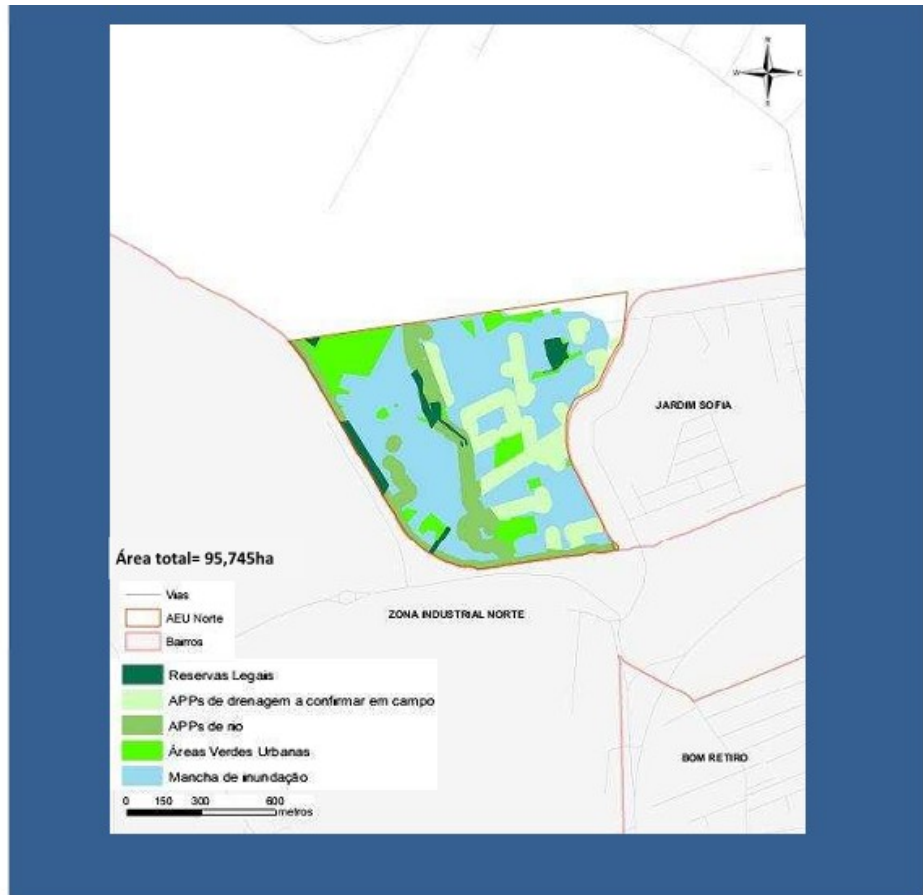 N
W E
S
JARDIM SOFIA
Área total= 95,745ha
Vias
AEU Norte
Bairros
ZONA INDUSTRIAL NORTE
Reservas Legais
APPs de drenagem a confirmar em campo
APPs de rio
Áreas Verdes Urbanas
Mancha de inundação
BOM RETIRO
0 150 300 600
metros